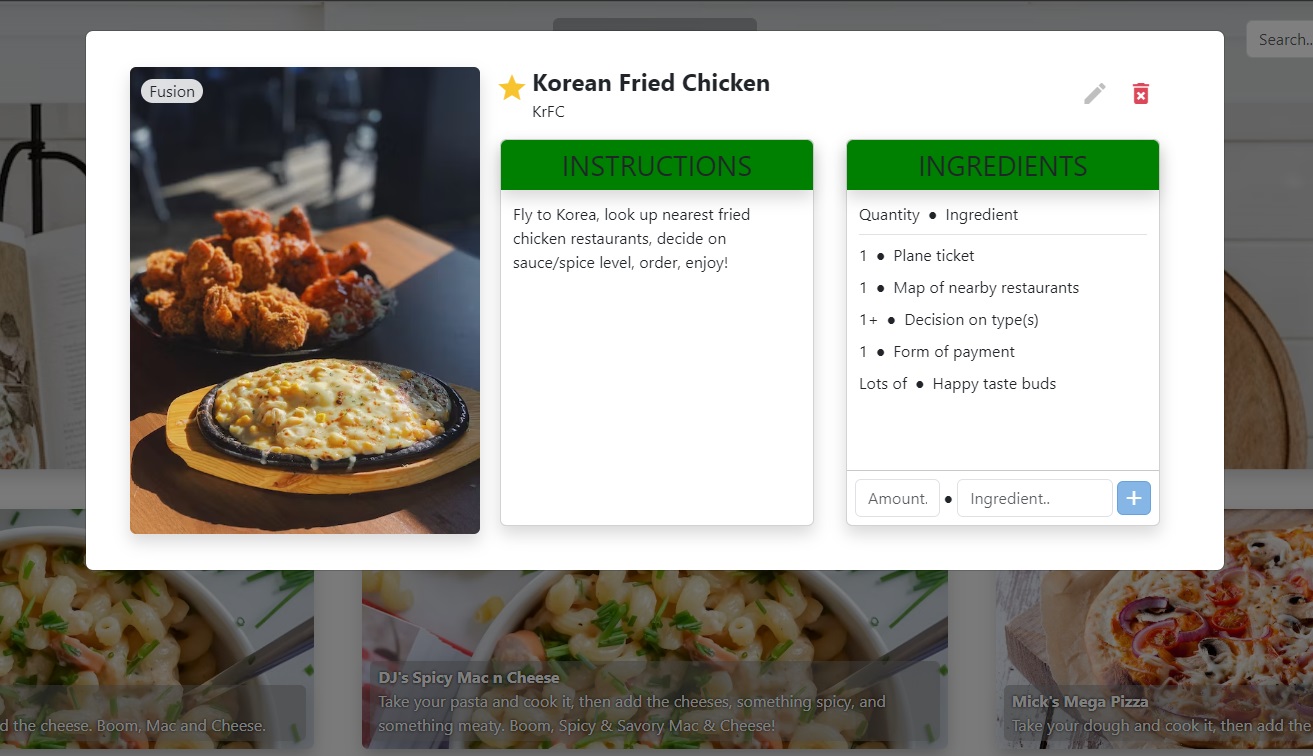 Search..
Fusion
Korean Fried Chicken
KrFC
INSTRUCTIONS
Fly to Korea, look up nearest fried
chicken restaurants, decide on
sauce/spice level, order, enjoy!
INGREDIENTS
Quantity ● Ingredient
1 ● Plane ticket
1 ● Map of nearby restaurants
1+ ● Decision on type(s)
1 ● Form of payment
Lots of ● Happy taste buds
Amount. ● Ingredient..
d the cheese. Boom, Mac and Cheese.
DJ's Spicy Mac n Cheese
Take your pasta and cook it, then add the cheeses, something spicy, and
something meaty. Boom, Spicy & Savory Mac & Cheese!
Mick's Mega Pizza
Take your dough and cook it, then add the